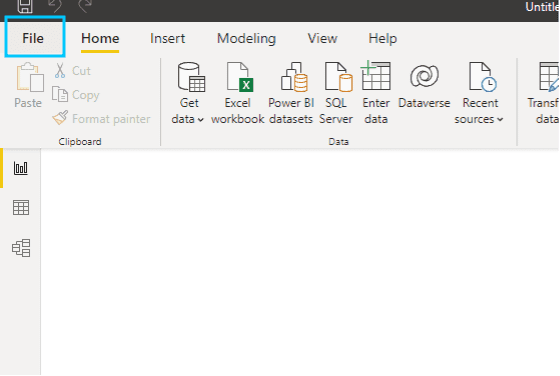 Untitle
File Home Insert Modeling View Help
Paste Cut Copy Format painter
Get data Excel workbook Power BI datasets SQL Server Enter data Dataverse Recent sources Transf data
Clipboard Data